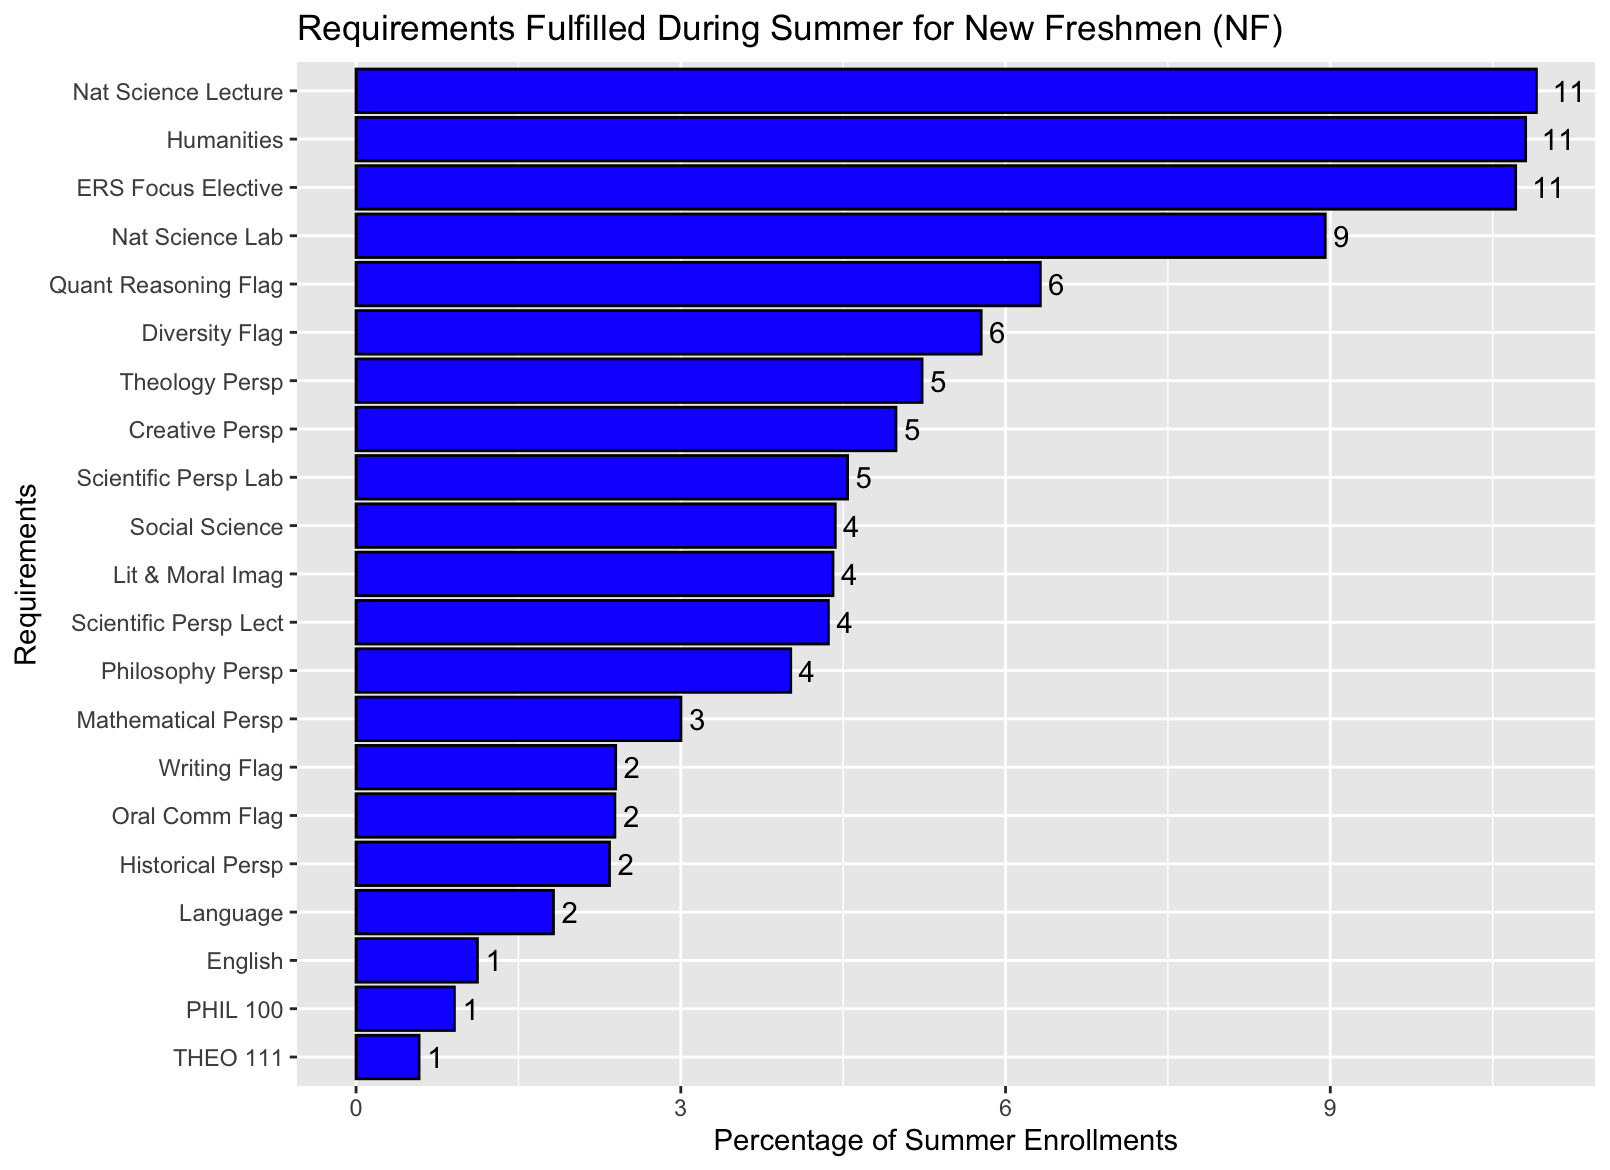 Requirements Fulfilled During Summer for New Freshmen (NF)
Nat Science Lecture 11
Humanities 11
ERS Focus Elective 11
Nat Science Lab 9
Quant Reasoning Flag 6
Diversity Flag 6
Theology Persp 5
Creative Persp 5
Scientific Persp Lab 5
Social Science 4
Lit & Moral Imag 4
Scientific Persp Lect 4
Philosophy Persp 4
Mathematical Persp 3
Writing Flag 2
Oral Comm Flag 2
Historical Persp 2
Language 2
English 1
PHIL 100 1
THEO 111 1
Requirements
0 3 6 9
Percentage of Summer Enrollments